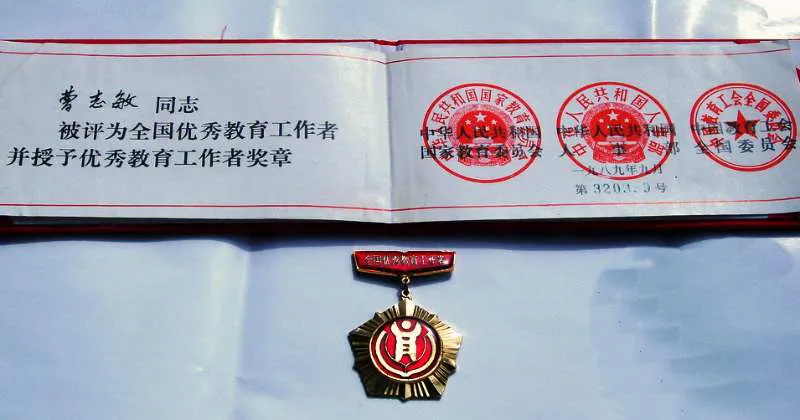 志敏 同志
被评为全国优秀教育工作者
并授予优秀教育工作者奖章
中华人民共和国 中华人民共和国 中国教育工会
国家教育委员会 人事部 全国委员会
一九八九年九月
第3203.9号
全国优秀教育工作者